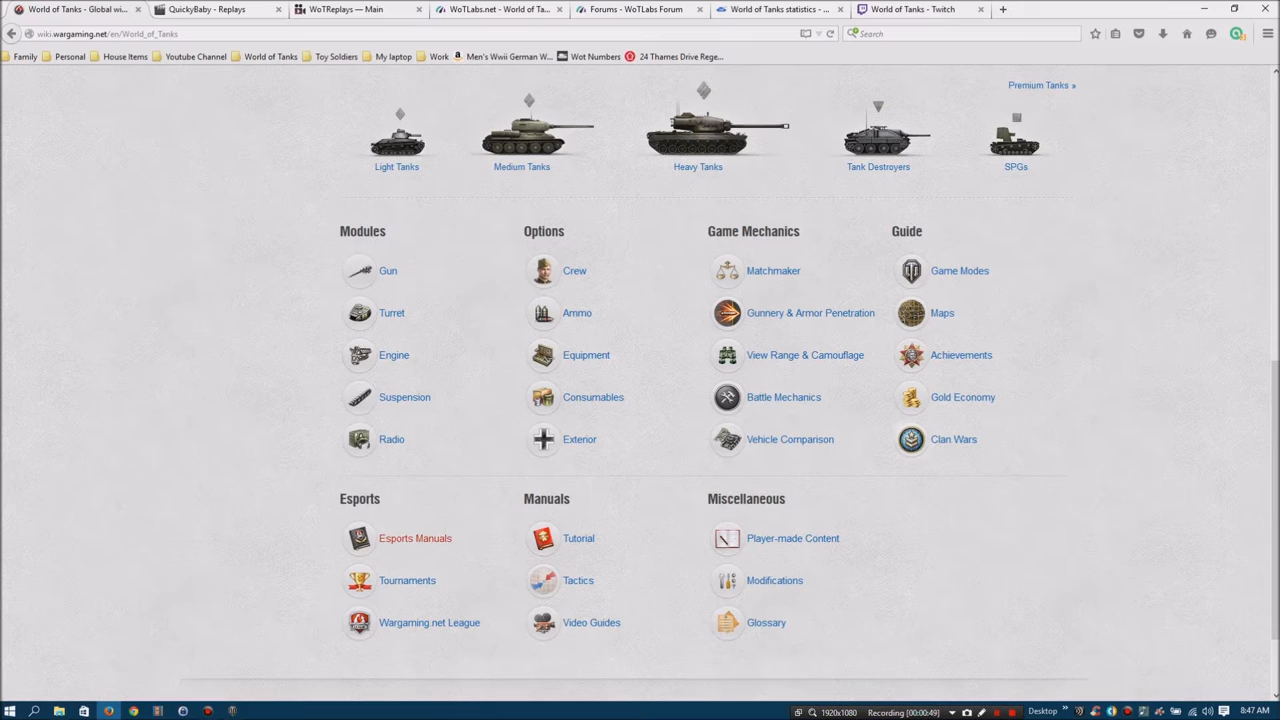 World of Tanks - Global wi...
QuickyBaby - Replays
WoTReplays — Main
WoTLabs.net - World of Ta...
Forums - WoTLabs Forum
World of Tanks statistics - ...
World of Tanks - Twitch
wiki.wargaming.net/en/World_of_Tanks
Search
Family
Personal
House Items
Youtube Channel
World of Tanks
Toy Soldiers
My laptop
Work
Men's Wwii German W...
Wot Numbers
24 Thames Drive Rege...
Premium Tanks »
Light Tanks
Medium Tanks
Heavy Tanks
Tank Destroyers
SPGs
Modules
Gun
Turret
Engine
Suspension
Radio
Options
Crew
Ammo
Equipment
Consumables
Exterior
Game Mechanics
Matchmaker
Gunnery & Armor Penetration
View Range & Camouflage
Battle Mechanics
Vehicle Comparison
Guide
Game Modes
Maps
Achievements
Gold Economy
Clan Wars
Esports
Esports Manuals
Tournaments
Wargaming.net League
Manuals
Tutorial
Tactics
Video Guides
Miscellaneous
Player-made Content
Modifications
Glossary
1920x1080
Recording [00:00:49]
Desktop
8:47 AM